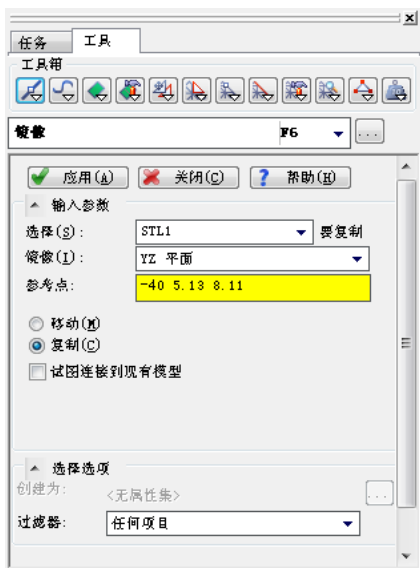 任务 工具
工具箱
镜像 F6 ...
应用(A) 关闭(C) ? 帮助(H)
输入参数
选择(S): STL1 要复制
镜像(I): YZ 平面
参考点: -40 5.13 8.11
移动(M)
复制(C)
试图连接到现有模型
选择选项
创建为: <无属性集> ...
过滤器: 任何项目